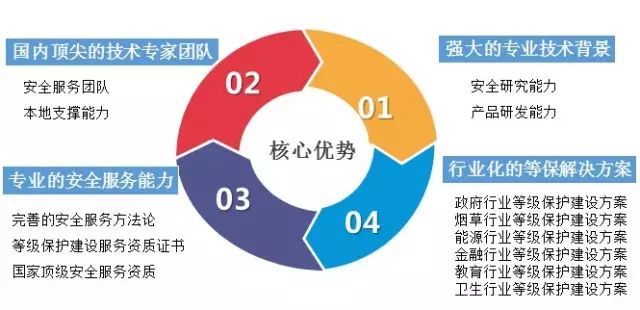 国内顶尖的技术专家团队
安全服务团队
本地支撑能力
强大的专业技术背景
安全研究能力
产品研发能力
02
01
核心优势
03
04
专业的安全服务能力
完善的安全服务方法论
等级保护建设服务资质证书
国家顶级安全服务资质
行业化的等保解决方案
政府行业等级保护建设方案
烟草行业等级保护建设方案
能源行业等级保护建设方案
金融行业等级保护建设方案
教育行业等级保护建设方案
卫生行业等级保护建设方案